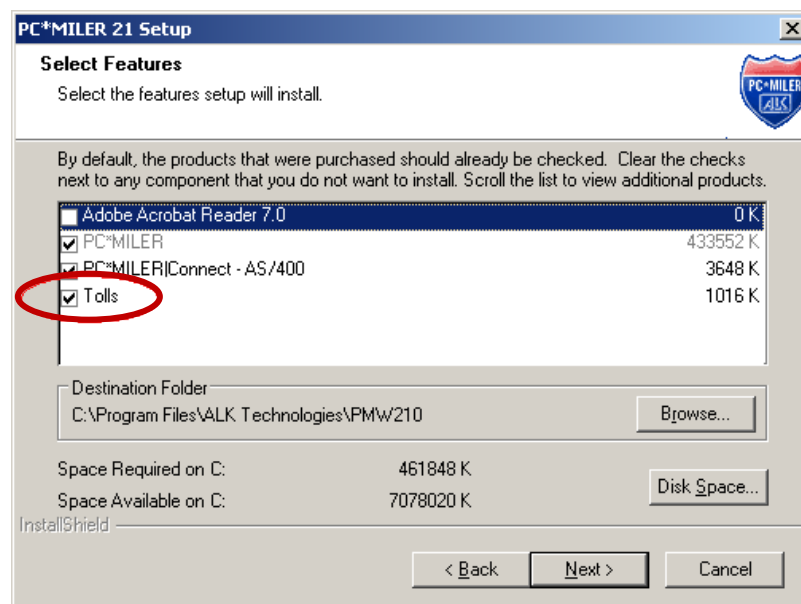 PC*MILER 21 Setup
Select Features
Select the features setup will install.
PC*MILER
ALK
By default, the products that were purchased should already be checked. Clear the checks
next to any component that you do not want to install. Scroll the list to view additional products.
Adobe Acrobat Reader 7.0 0 K
PC*MILER 433552 K
PC*MILER|Connect - AS/400 3648 K
Tolls 1016 K
Destination Folder
C:\Program Files\ALK Technologies\PMW210
Browse...
Space Required on C: 461848 K
Space Available on C: 7078020 K
Disk Space...
InstallShield
< Back Next > Cancel